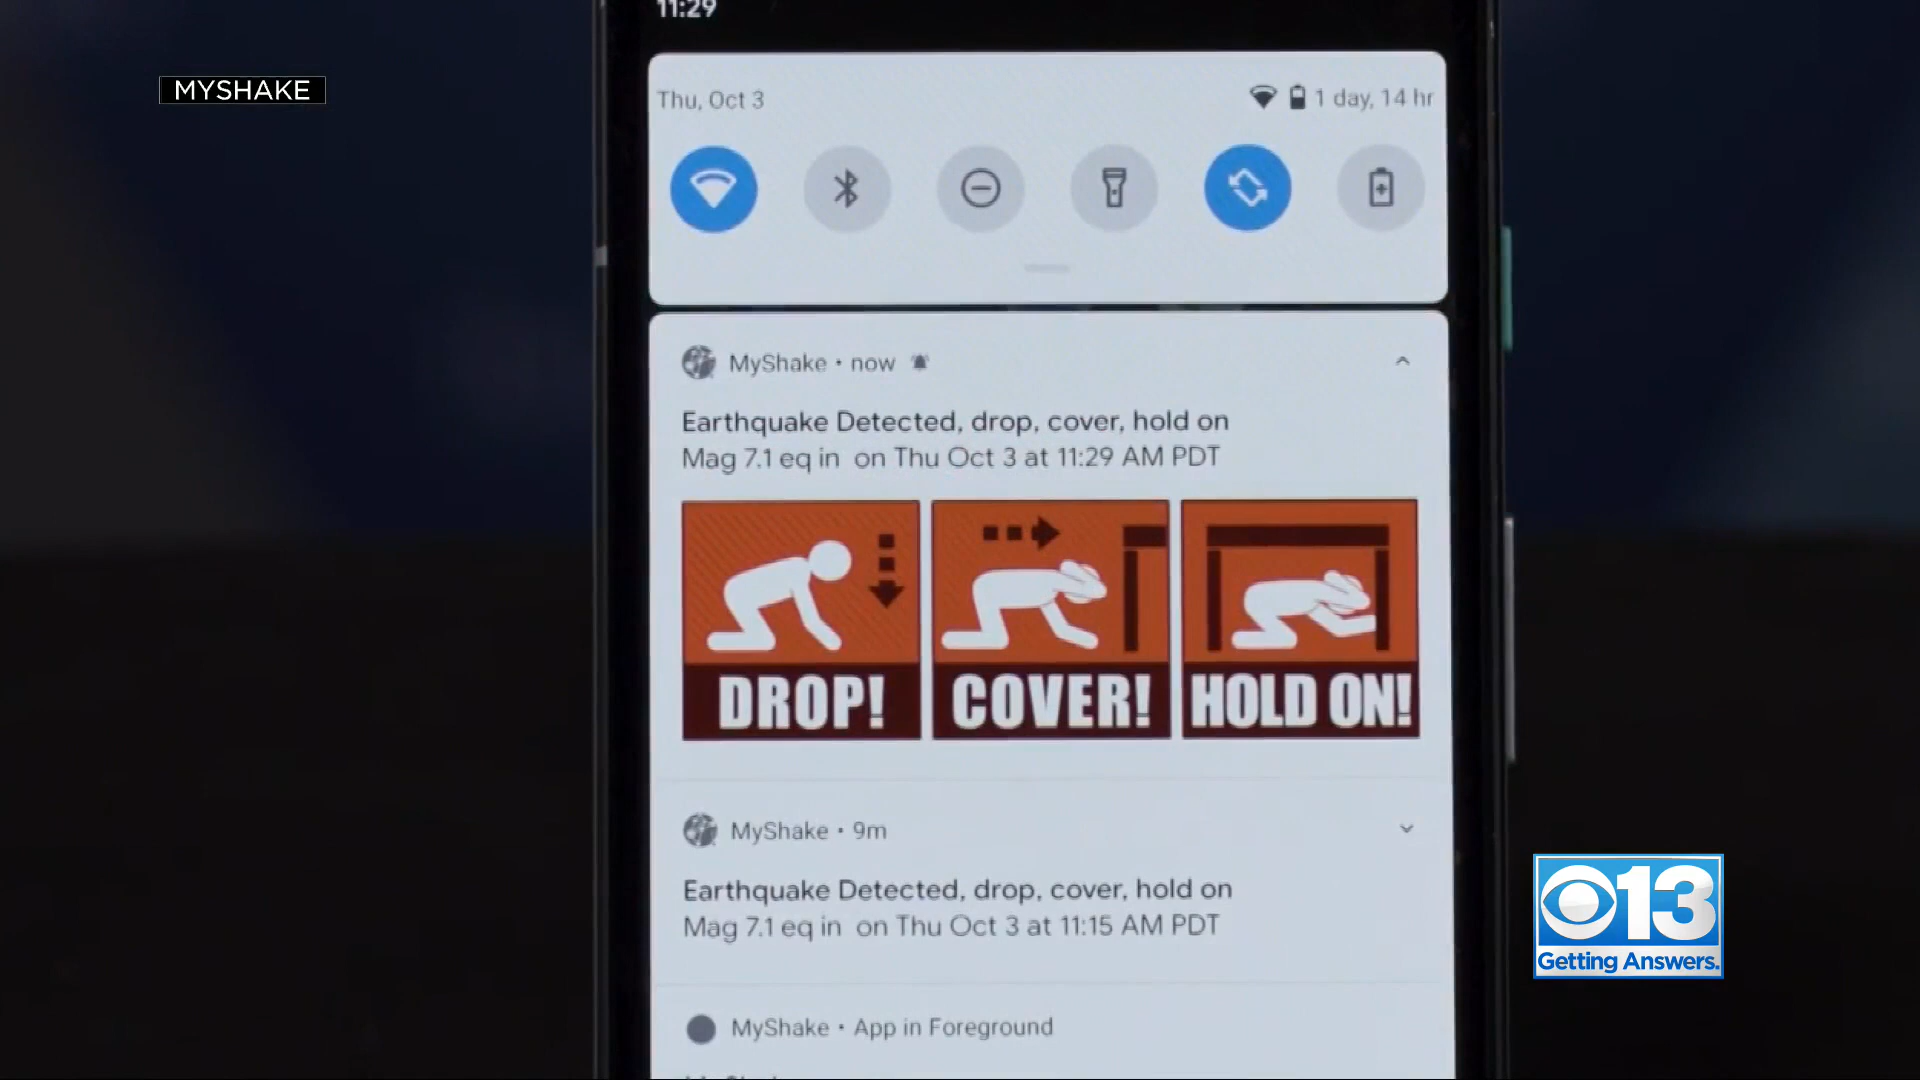 11:29
MYSHAKE
Thu, Oct 3
1 day, 14 hr
MyShake • now
Earthquake Detected, drop, cover, hold on
Mag 7.1 eq in on Thu Oct 3 at 11:29 AM PDT
DROP!
COVER!
HOLD ON!
MyShake • 9m
Earthquake Detected, drop, cover, hold on
Mag 7.1 eq in on Thu Oct 3 at 11:15 AM PDT
13
Getting Answers.
MyShake • App in Foreground